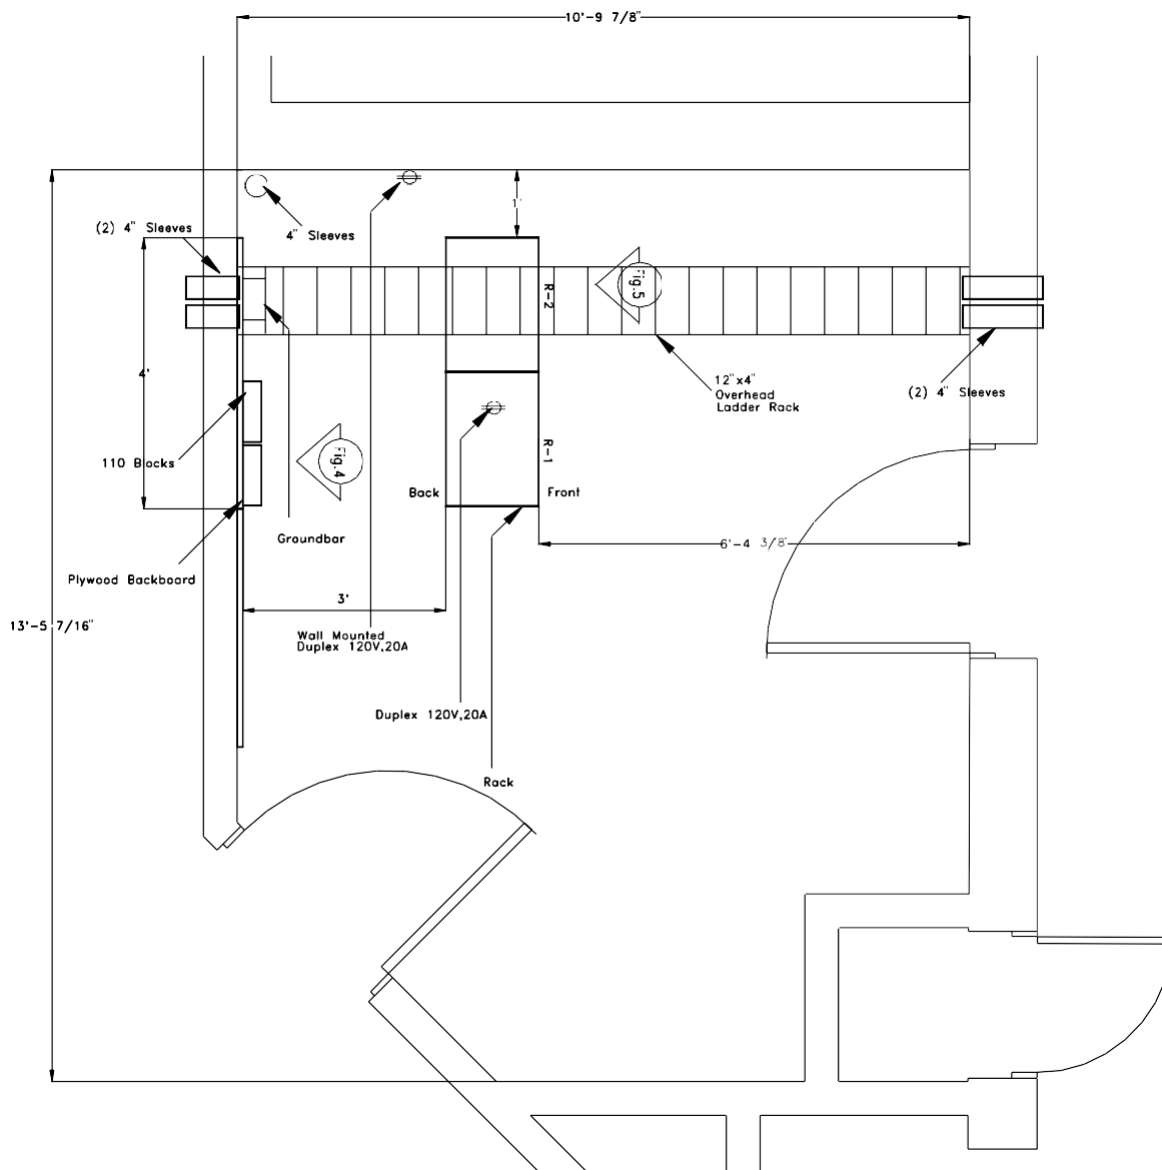 10'-9 7/8"
(2) 4" Sleeves
4" Sleeves
1'
Fig.5
R-2
4'
12"x4"
Overhead
Ladder Rack
(2) 4" Sleeves
110 Blocks
Fig.4
R-1
Back
Front
Groundbar
6'-4 3/8"
Plywood Backboard
3'
13'-5 7/16"
Wall Mounted
Duplex 120V,20A
Duplex 120V,20A
Rack